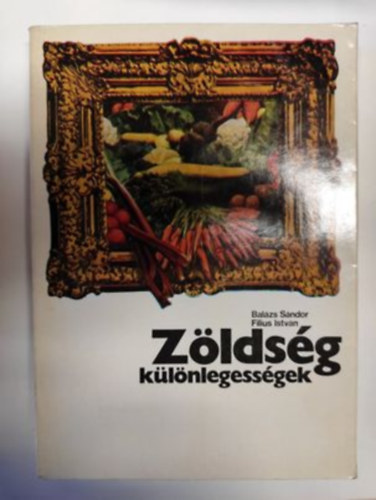 Balázs Sándor
Filius István
Zöldség
különlegességek